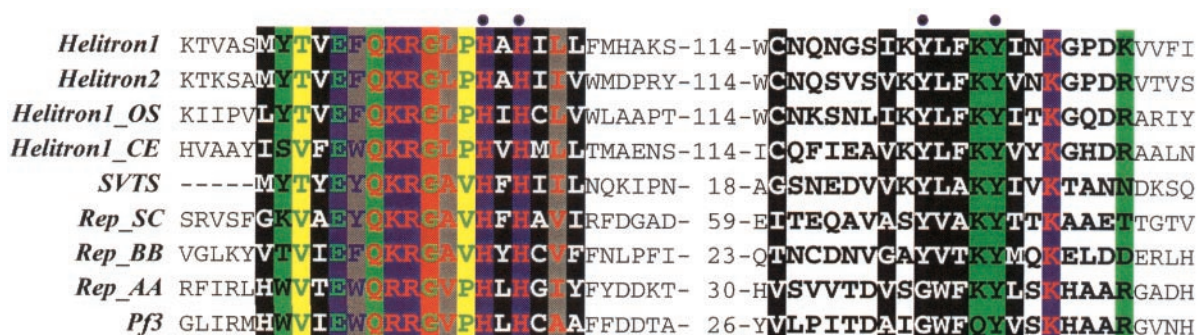 Helitron1 KTVASMYTVEFQKRGLPHAHILLFMHAKS-114-WCNQNGSIKYLFKYINKGPDKVVFI
Helitron2 KTKSAMYTVEFQKRGLPHAHILVWMDPRY-114-WCNQSVSVKYLFKYVNKGPDRVTVS
Helitron1_OS KIIPVLYTVEFQKRGLPHIHCLVWLAAPT-114-WCNKSNLIKYLFKYITKGQDRARIY
Helitron1_CE HVAAYISVFEWQKRGLPHVHMLLTMAENS-114-ICQFIEAVKYLFKYVYKGHDRAALN
SVTS -----MYTYEYQKRGAVHFHIILNQKIPN- 18-AGSNEDVVKYLAKYIVKTANNDKSQ
Rep_SC SRVSFGKVAEYQKRGAVHFHAVIRFDGAD- 59-EITEQAVASYVAKYTTKAAETTGTV
Rep_BB VGLKYVTVIEFQKRGAVHYHCVFFNLPFI- 23-QTNCDNVGAYVTKYMQKELDDERLH
Rep_AA RFIRLHWVTEWQRRGVPHLHGIYFYDDKT- 30-HVSVVTDVSGWFKYLSKHAARGADH
Pf3 GLIRMHWVIEWQRRGVPHLHCAAFFDDTA- 26-YVLPITDAIGWFQYVSKHAARGVNH